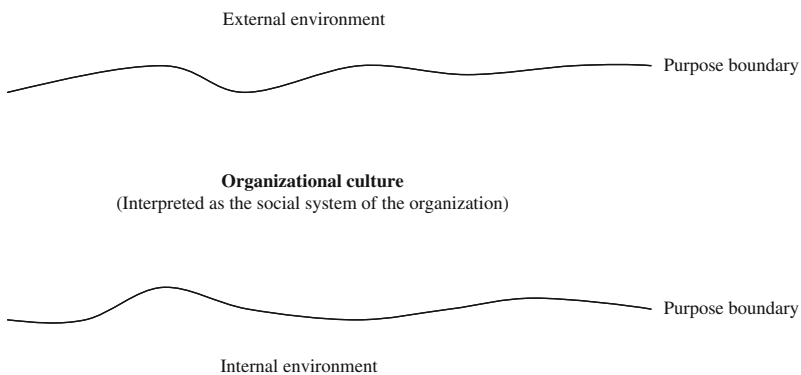 External environment
Purpose boundary
Organizational culture
(Interpreted as the social system of the organization)
Purpose boundary
Internal environment